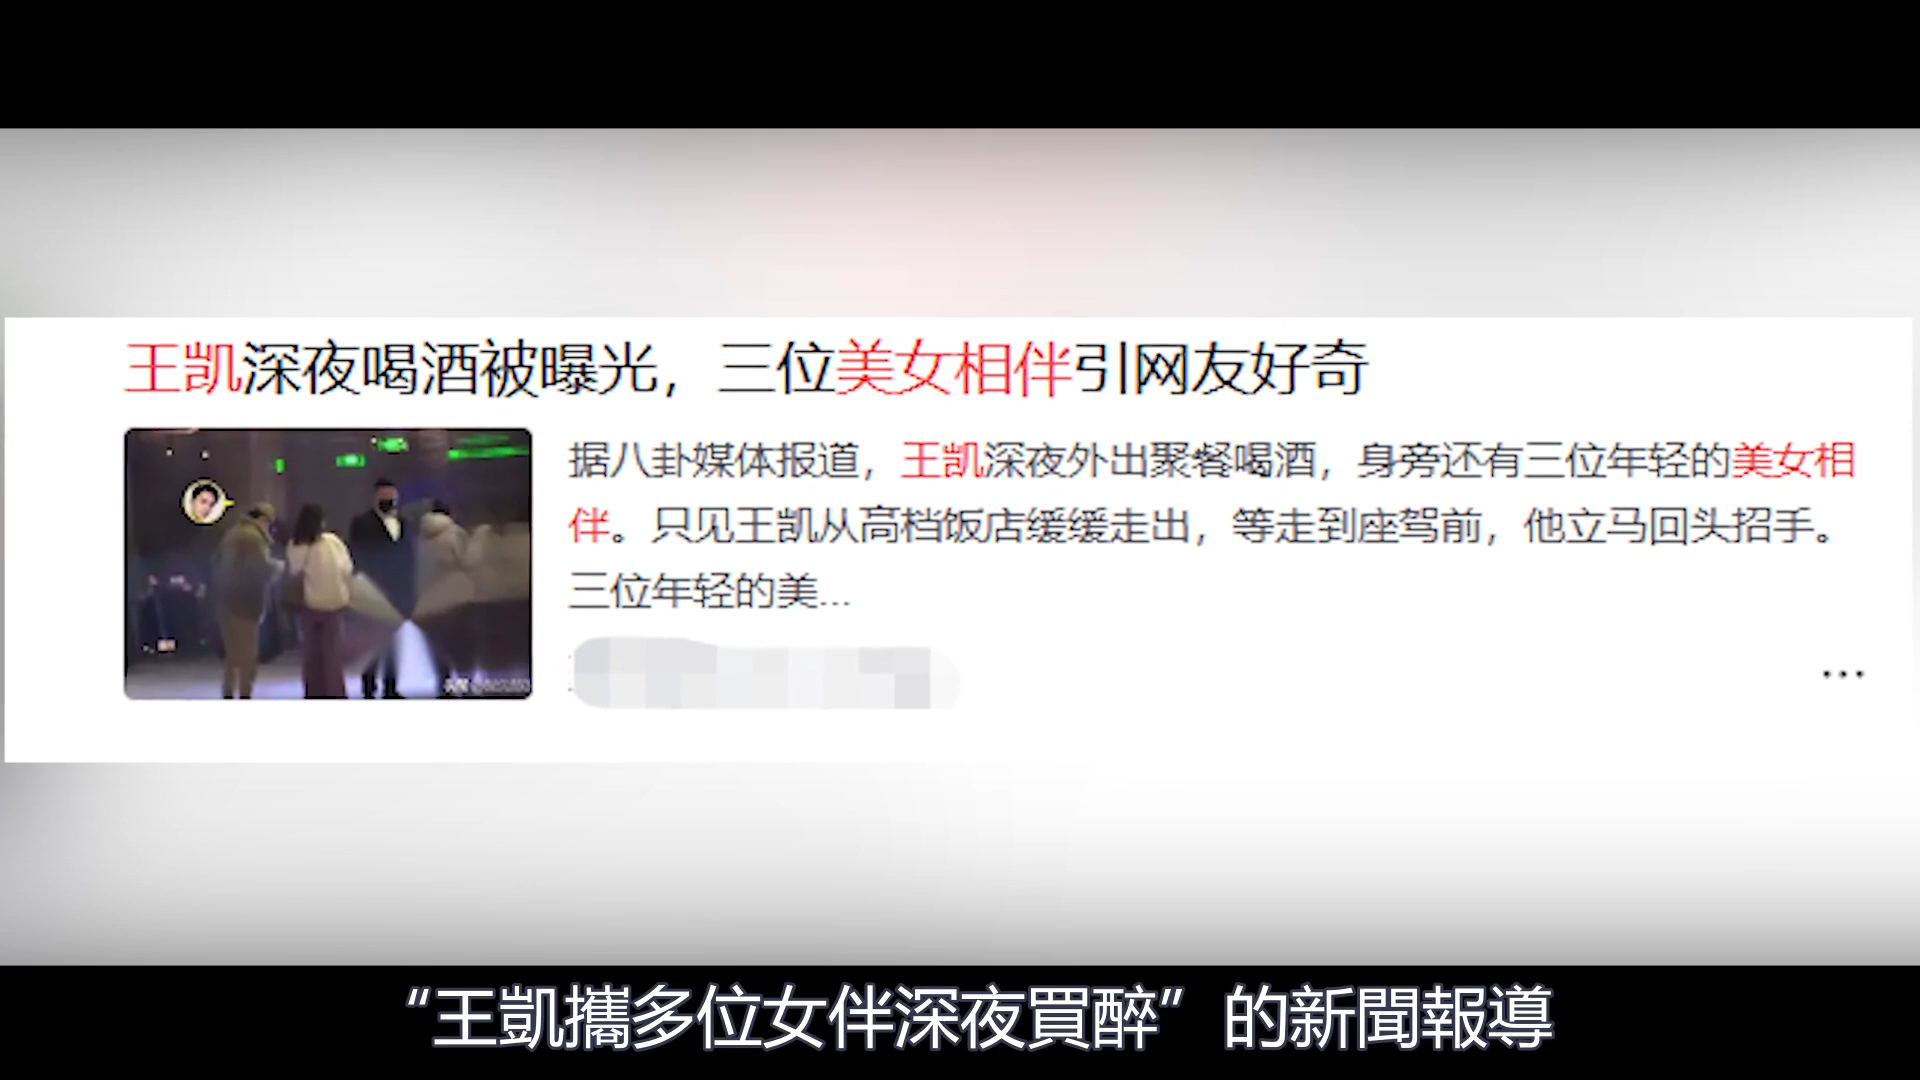 王凯深夜喝酒被曝光，三位美女相伴引网友好奇
据八卦媒体报道，王凯深夜外出聚餐喝酒，身旁还有三位年轻的美女相
伴。只见王凯从高档饭店缓缓走出，等走到座驾前，他立马回头招手。
三位年轻的美...
“王凱攜多位女伴深夜買醉”的新聞報導